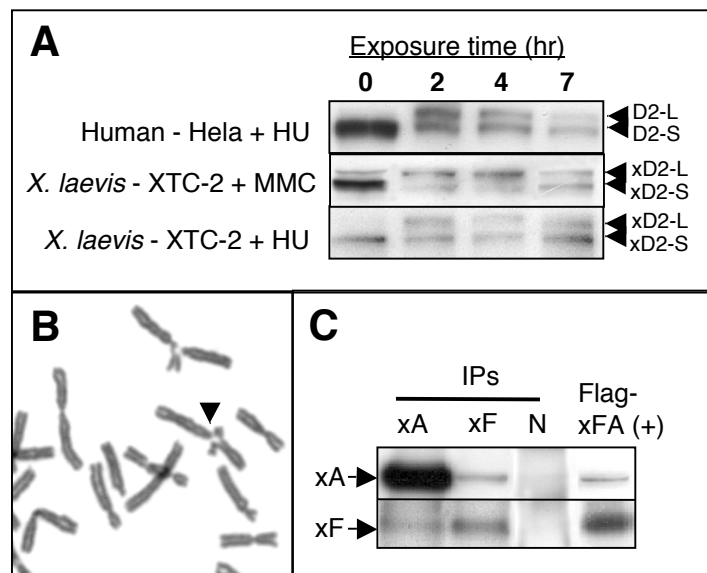 A
Exposure time (hr)
0 2 4 7
Human - Hela + HU
D2-L
D2-S
X. laevis - XTC-2 + MMC
xD2-L
xD2-S
X. laevis - XTC-2 + HU
xD2-L
xD2-S
B
C
IPs
Flag-
xA xF N xFA (+)
xA
xF